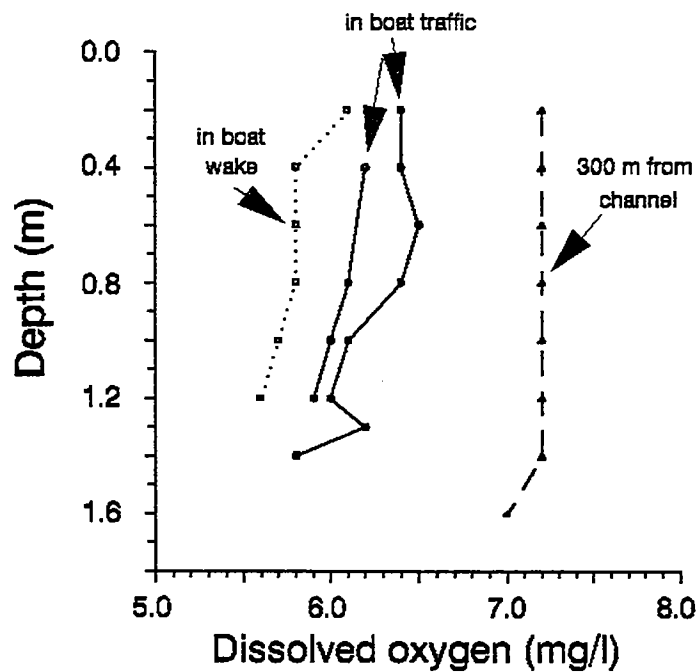 in boat traffic
0.0
in boat
wake
0.4
300 m from
channel
0.8
Depth (m)
1.2
1.6
5.0 6.0 7.0 8.0
Dissolved oxygen (mg/l)